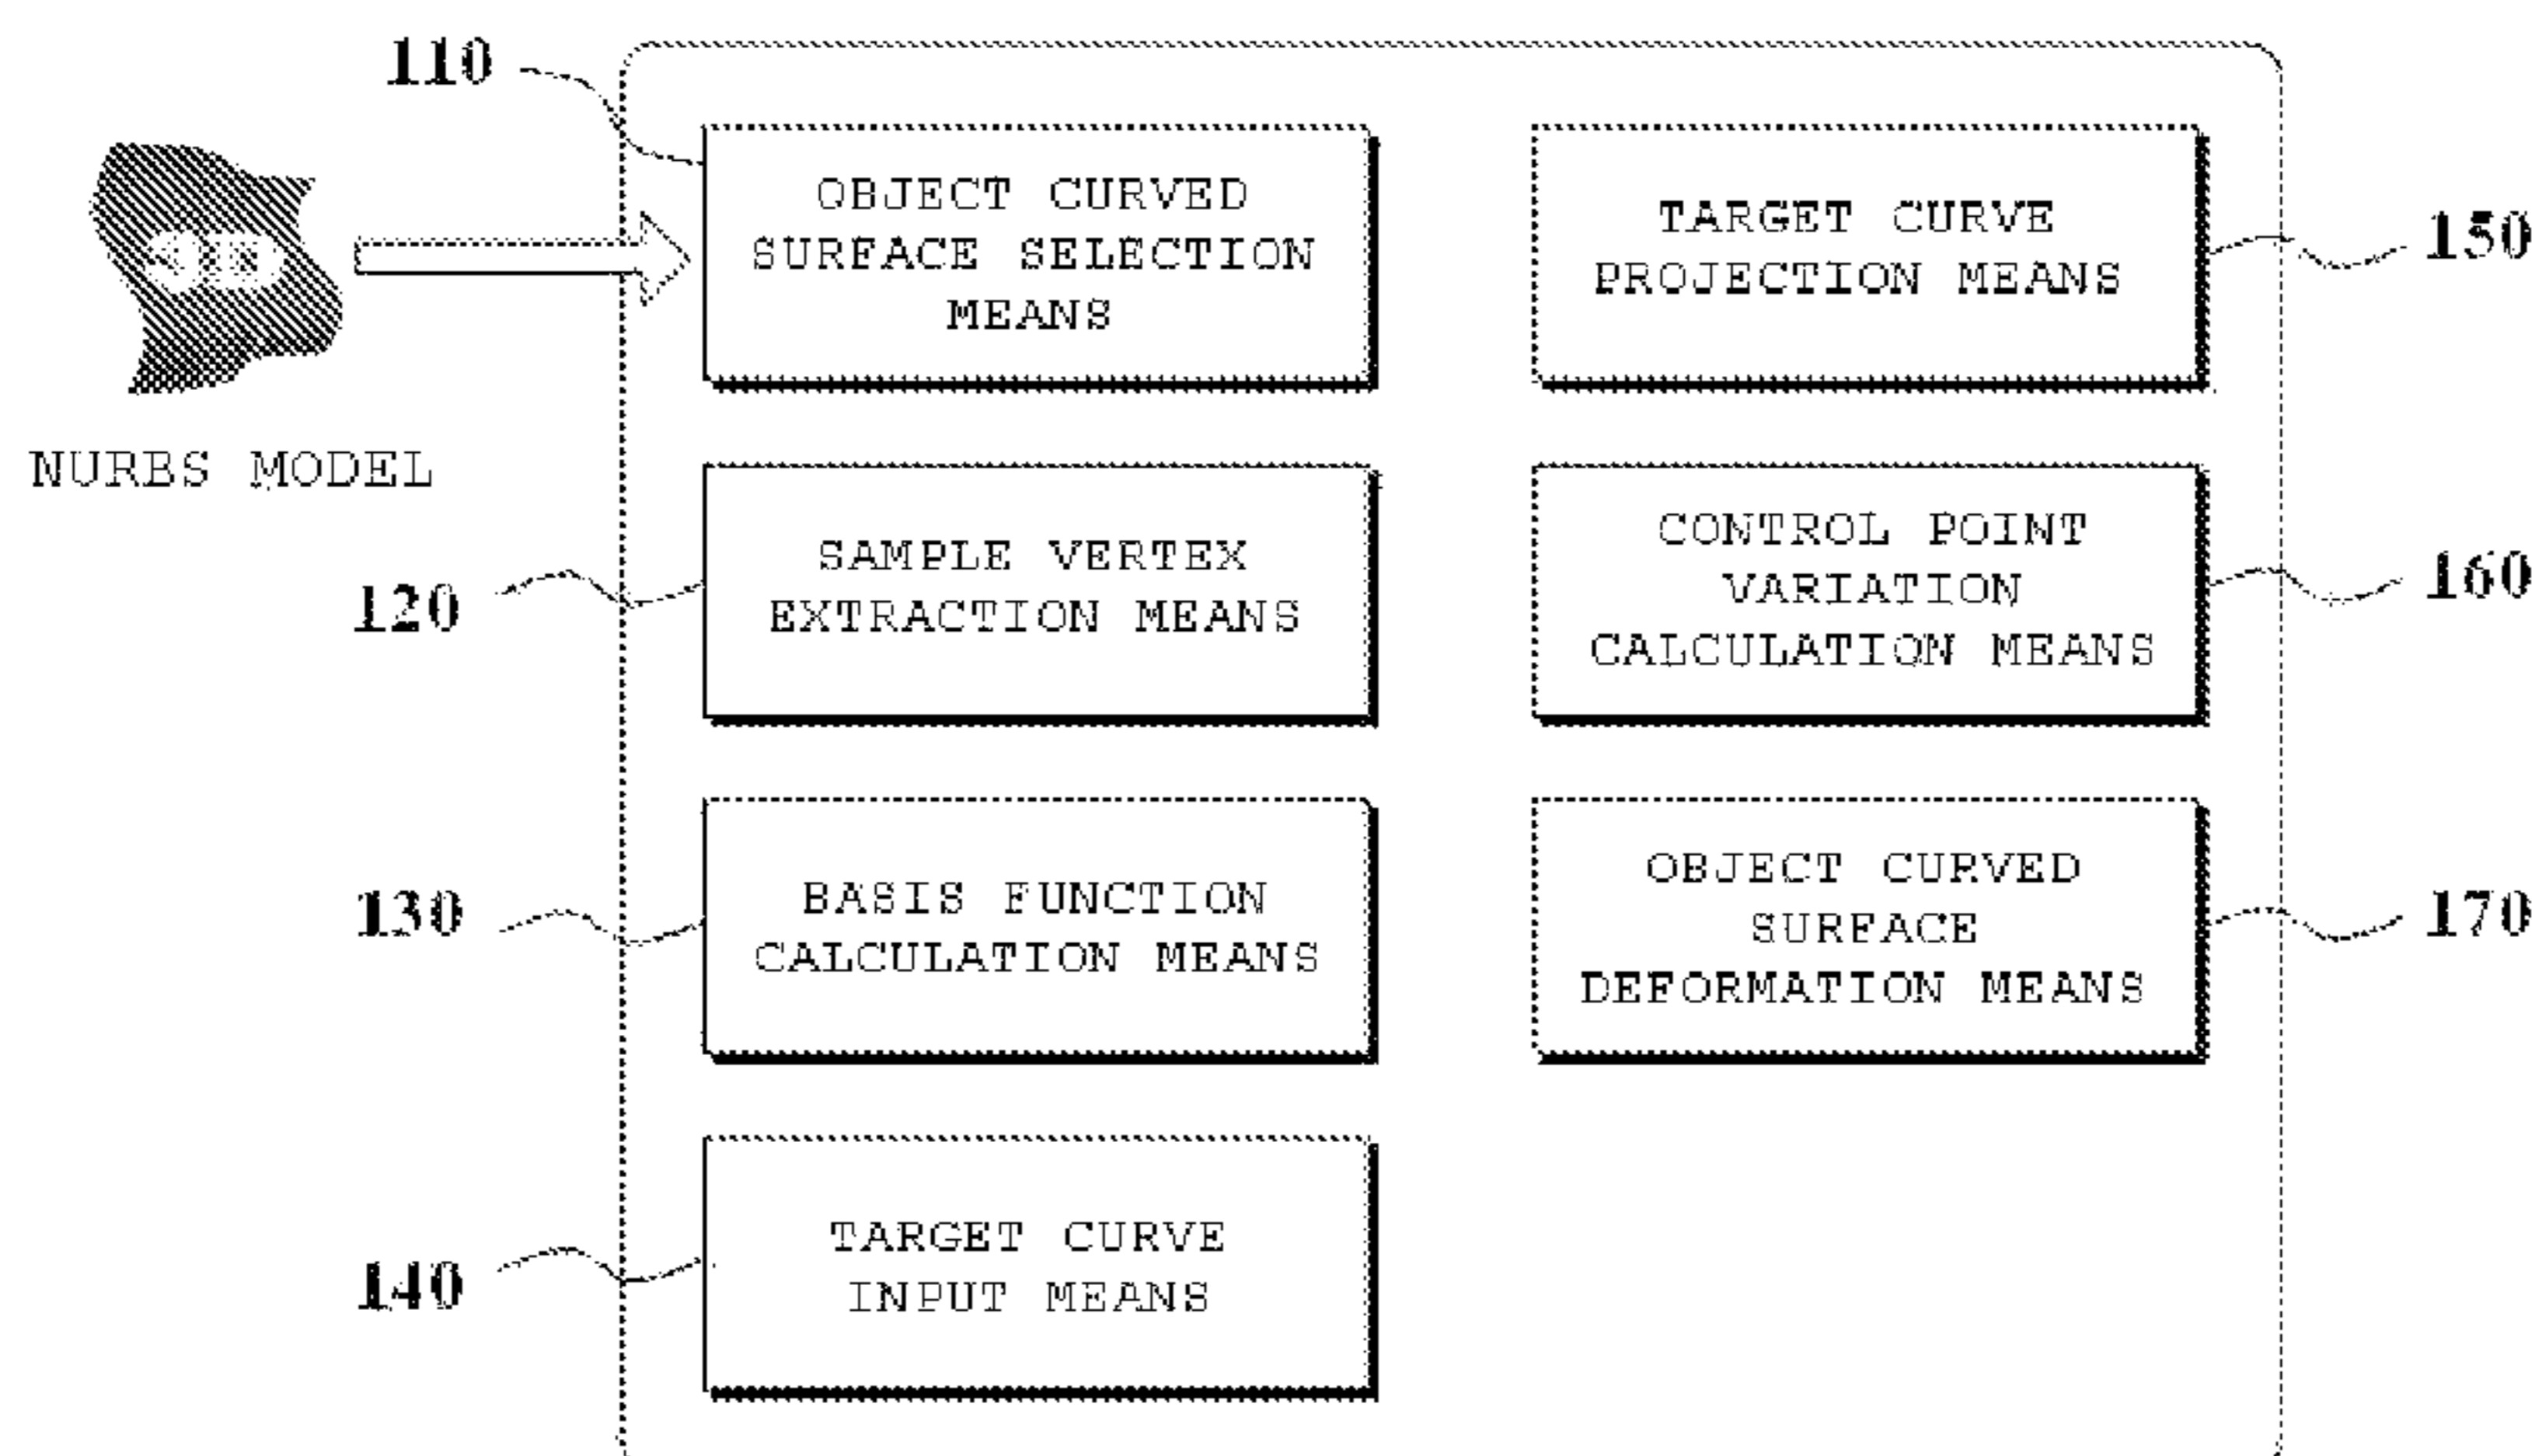 110
OBJECT CURVED
SURFACE SELECTION
MEANS
TARGET CURVE
PROJECTION MEANS
150
NURBS MODEL
SAMPLE VERTEX
EXTRACTION MEANS
120
CONTROL POINT
VARIATION
CALCULATION MEANS
160
BASIS FUNCTION
CALCULATION MEANS
130
OBJECT CURVED
SURFACE
DEFORMATION MEANS
170
TARGET CURVE
INPUT MEANS
140